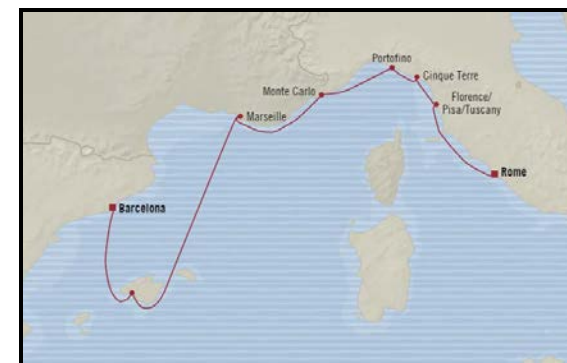 Portofino
Cinque Terre
Monte Carlo
Florence/
Pisa/Tuscany
Marseille
Rome
Barcelona